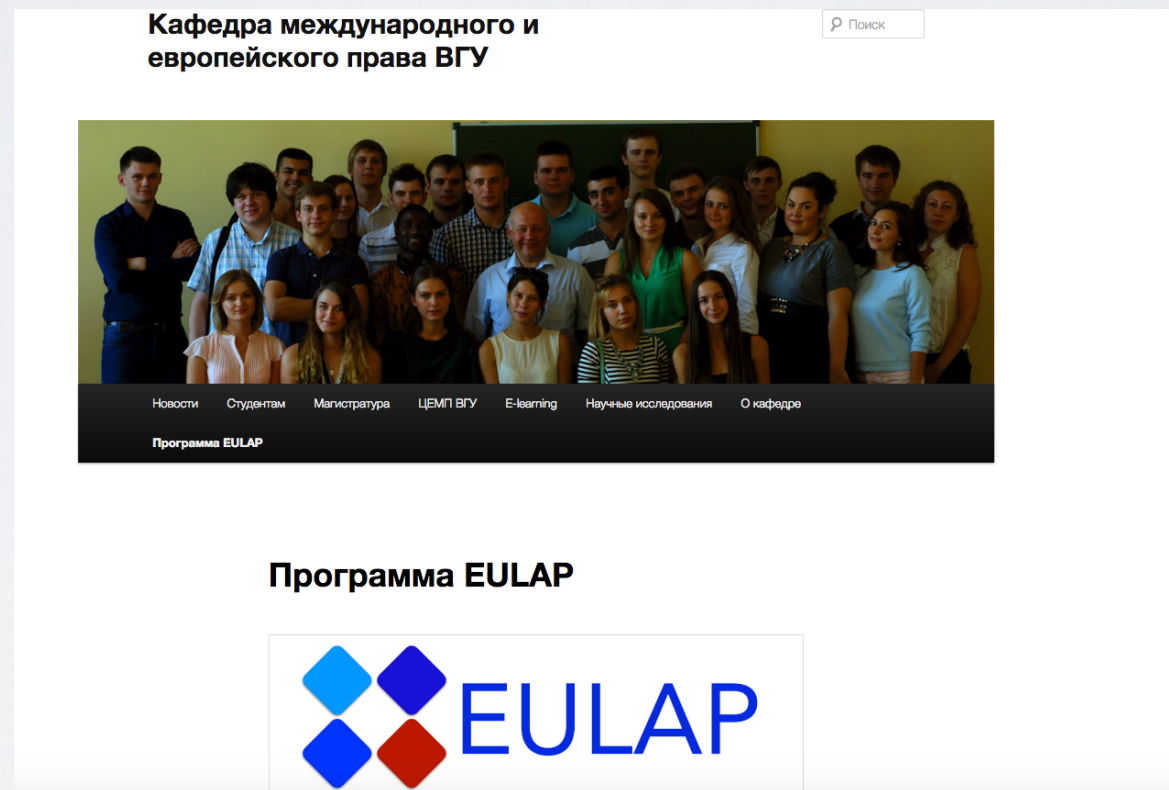 Кафедра международного и
европейского права ВГУ
Поиск
Новости Студентам Магистратура ЦЕМП ВГУ E-learning Научные исследования О кафедре
Программа EULAP
Программа EULAP
EULAP